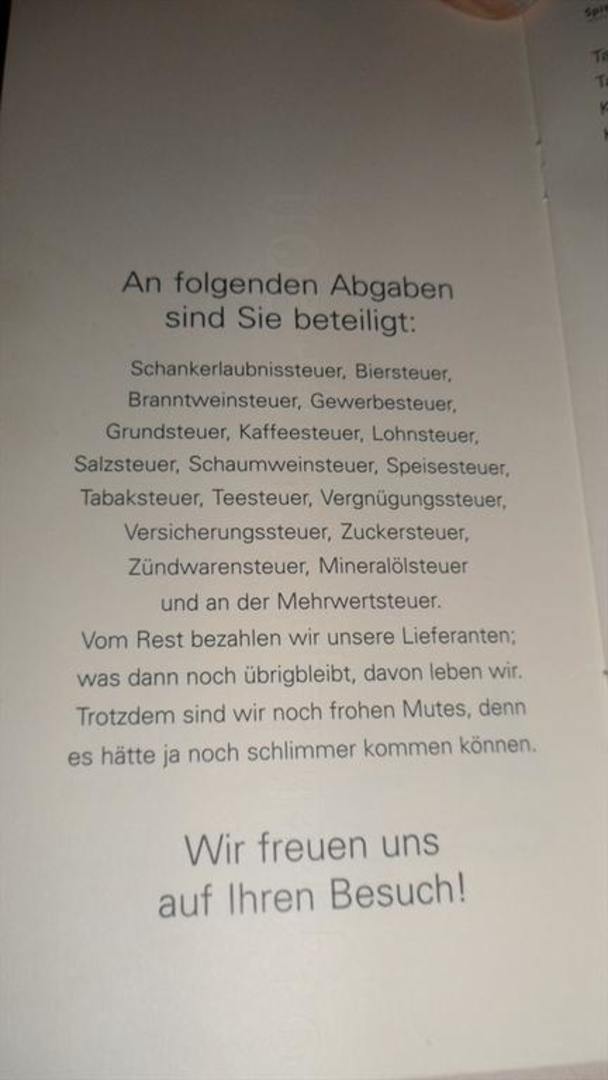 An folgenden Abgaben
sind Sie beteiligt:
Schankerlaubnissteuer, Biersteuer,
Branntweinsteuer, Gewerbesteuer,
Grundsteuer, Kaffeesteuer, Lohnsteuer,
Salzsteuer, Schaumweinsteuer, Speisesteuer,
Tabaksteuer, Teesteuer, Vergnügungssteuer,
Versicherungssteuer, Zuckersteuer,
Zündwarensteuer, Mineralölsteuer
und an der Mehrwertsteuer.
Vom Rest bezahlen wir unsere Lieferanten;
was dann noch übrigbleibt, davon leben wir.
Trotzdem sind wir noch frohen Mutes, denn
es hätte ja noch schlimmer kommen können.
Wir freuen uns
auf Ihren Besuch!